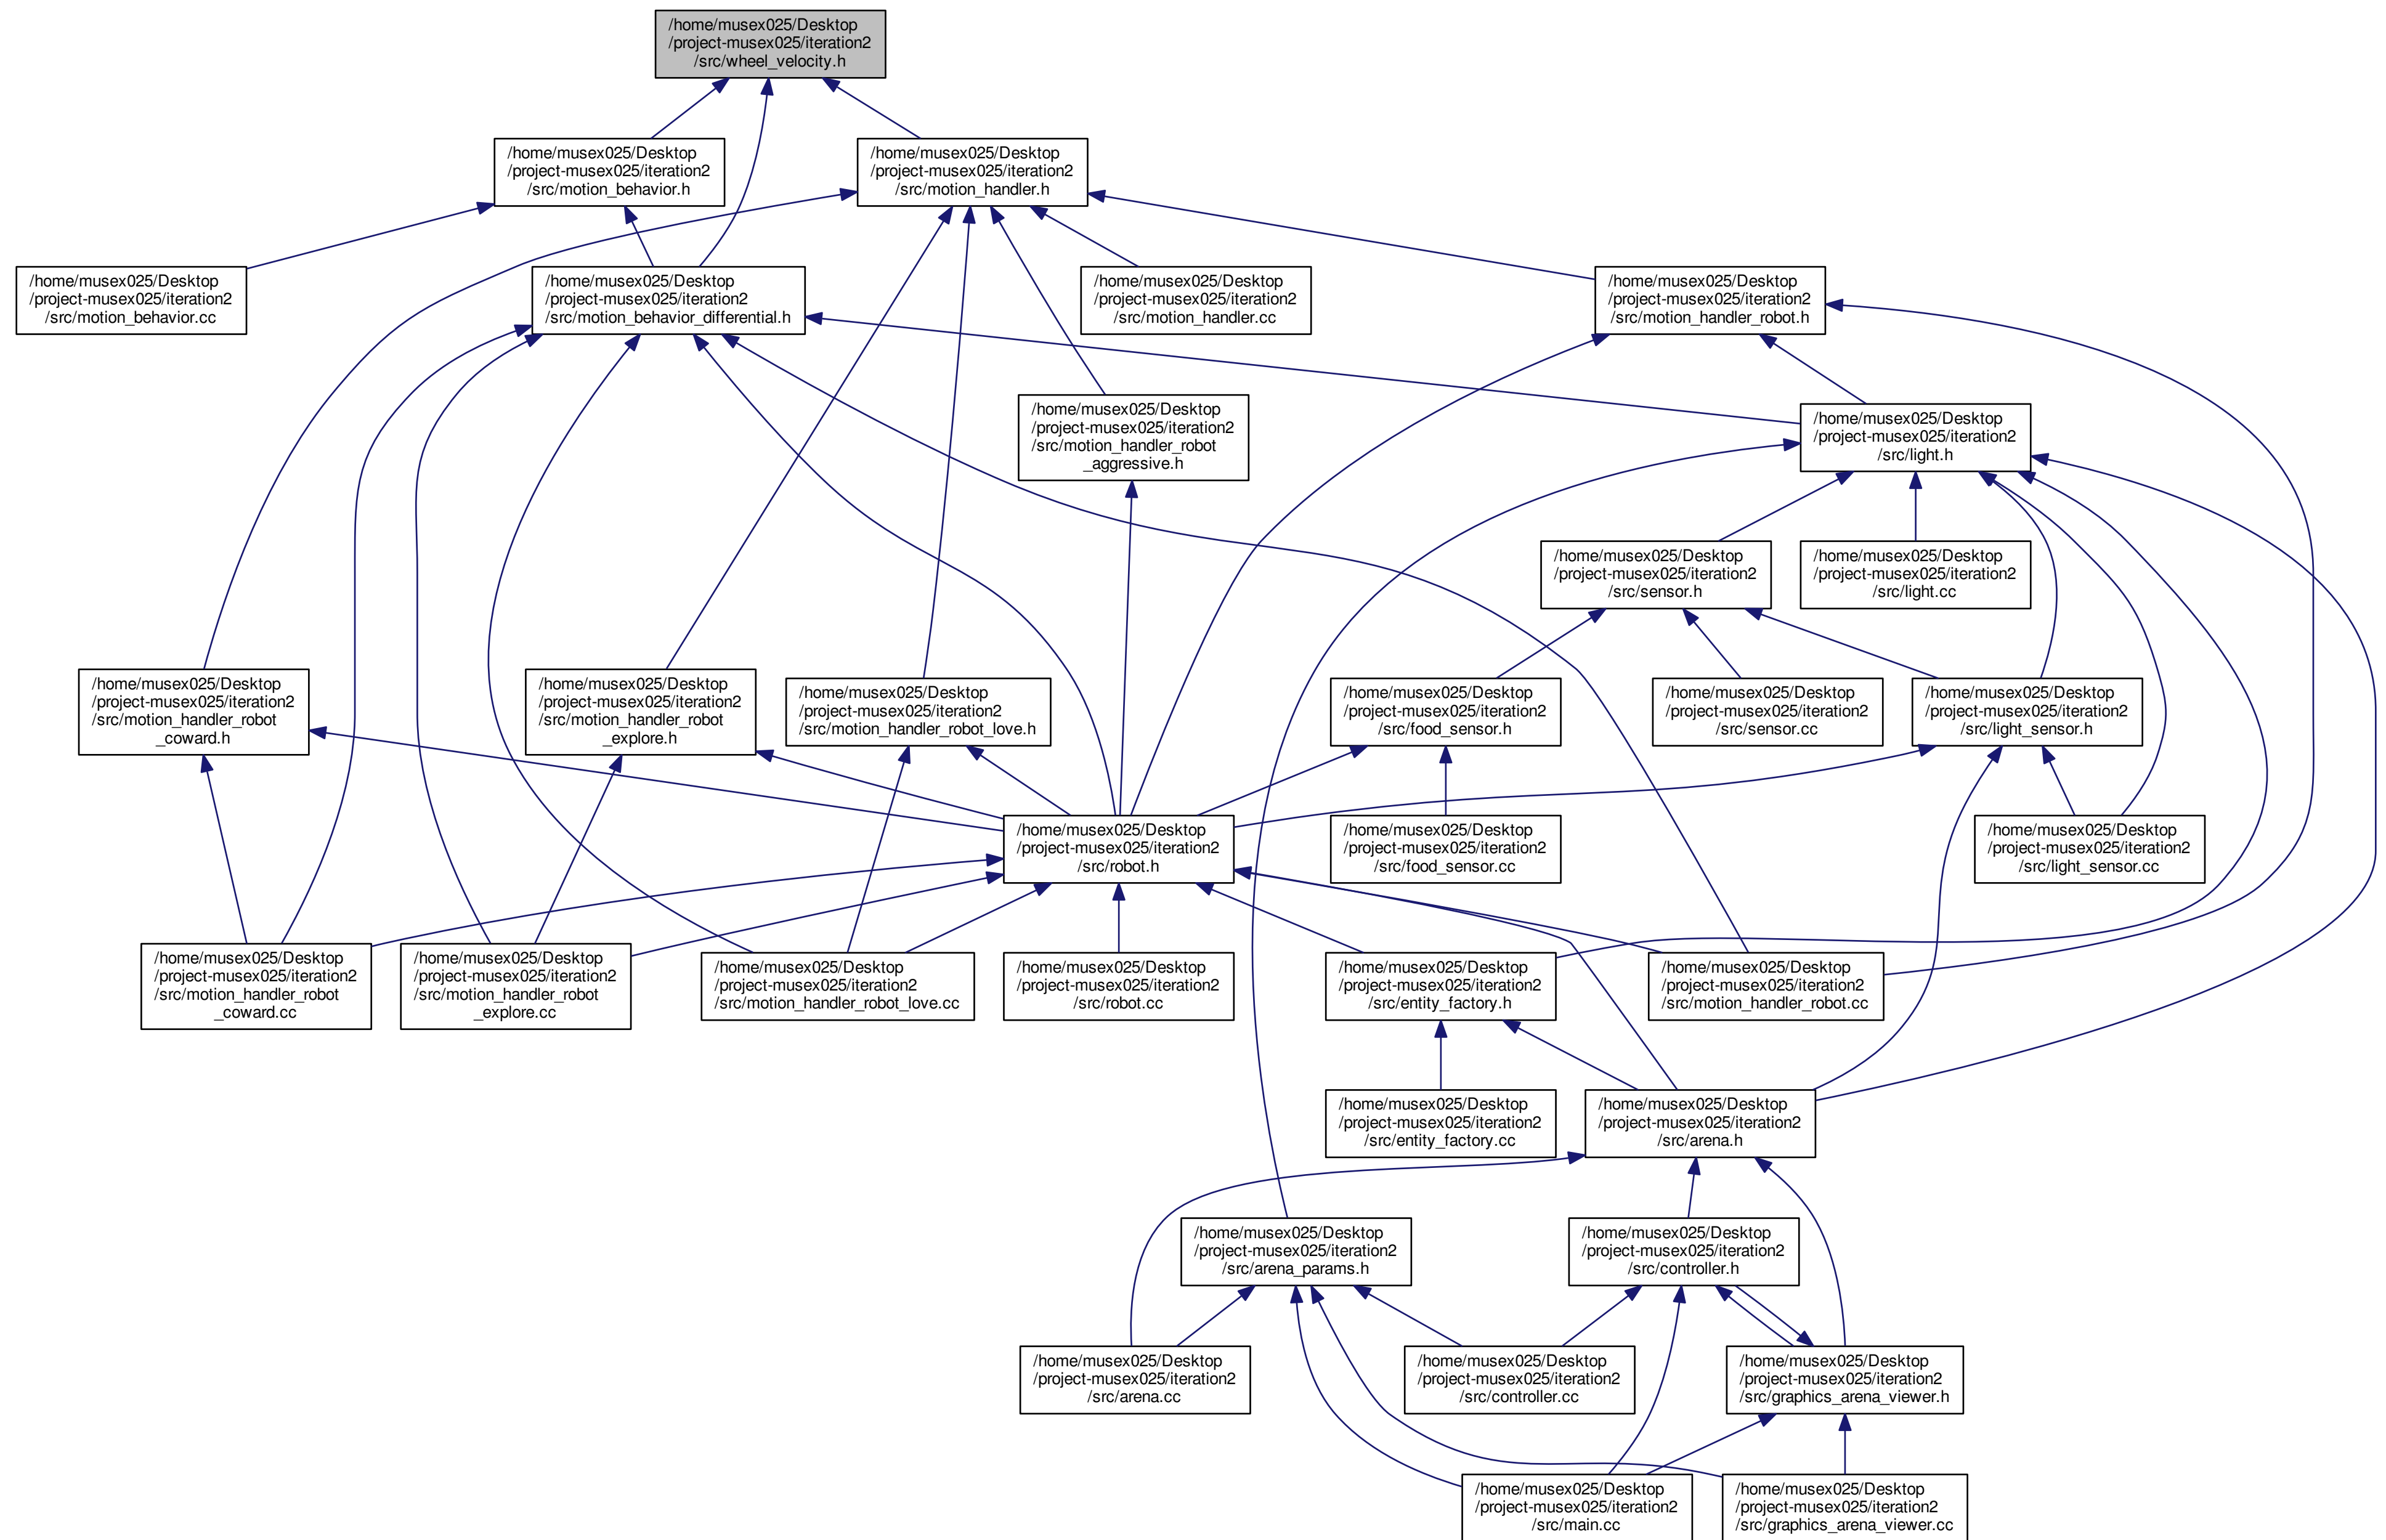 /home/musex025/Desktop
/project-musex025/iteration2
/src/wheel_velocity.h
/home/musex025/Desktop
/project-musex025/iteration2
/src/motion_behavior.h
/home/musex025/Desktop
/project-musex025/iteration2
/src/motion_handler.h
/home/musex025/Desktop
/project-musex025/iteration2
/src/motion_behavior.cc
/home/musex025/Desktop
/project-musex025/iteration2
/src/motion_behavior_differential.h
/home/musex025/Desktop
/project-musex025/iteration2
/src/motion_handler.cc
/home/musex025/Desktop
/project-musex025/iteration2
/src/motion_handler_robot.h
/home/musex025/Desktop
/project-musex025/iteration2
/src/motion_handler_robot
_aggressive.h
/home/musex025/Desktop
/project-musex025/iteration2
/src/light.h
/home/musex025/Desktop
/project-musex025/iteration2
/src/sensor.h
/home/musex025/Desktop
/project-musex025/iteration2
/src/light.cc
/home/musex025/Desktop
/project-musex025/iteration2
/src/motion_handler_robot
_coward.h
/home/musex025/Desktop
/project-musex025/iteration2
/src/motion_handler_robot
_explore.h
/home/musex025/Desktop
/project-musex025/iteration2
/src/motion_handler_robot_love.h
/home/musex025/Desktop
/project-musex025/iteration2
/src/food_sensor.h
/home/musex025/Desktop
/project-musex025/iteration2
/src/sensor.cc
/home/musex025/Desktop
/project-musex025/iteration2
/src/light_sensor.h
/home/musex025/Desktop
/project-musex025/iteration2
/src/robot.h
/home/musex025/Desktop
/project-musex025/iteration2
/src/food_sensor.cc
/home/musex025/Desktop
/project-musex025/iteration2
/src/light_sensor.cc
/home/musex025/Desktop
/project-musex025/iteration2
/src/motion_handler_robot
_coward.cc
/home/musex025/Desktop
/project-musex025/iteration2
/src/motion_handler_robot
_explore.cc
/home/musex025/Desktop
/project-musex025/iteration2
/src/motion_handler_robot_love.cc
/home/musex025/Desktop
/project-musex025/iteration2
/src/robot.cc
/home/musex025/Desktop
/project-musex025/iteration2
/src/entity_factory.h
/home/musex025/Desktop
/project-musex025/iteration2
/src/motion_handler_robot.cc
/home/musex025/Desktop
/project-musex025/iteration2
/src/entity_factory.cc
/home/musex025/Desktop
/project-musex025/iteration2
/src/arena.h
/home/musex025/Desktop
/project-musex025/iteration2
/src/arena_params.h
/home/musex025/Desktop
/project-musex025/iteration2
/src/controller.h
/home/musex025/Desktop
/project-musex025/iteration2
/src/arena.cc
/home/musex025/Desktop
/project-musex025/iteration2
/src/controller.cc
/home/musex025/Desktop
/project-musex025/iteration2
/src/graphics_arena_viewer.h
/home/musex025/Desktop
/project-musex025/iteration2
/src/main.cc
/home/musex025/Desktop
/project-musex025/iteration2
/src/graphics_arena_viewer.cc